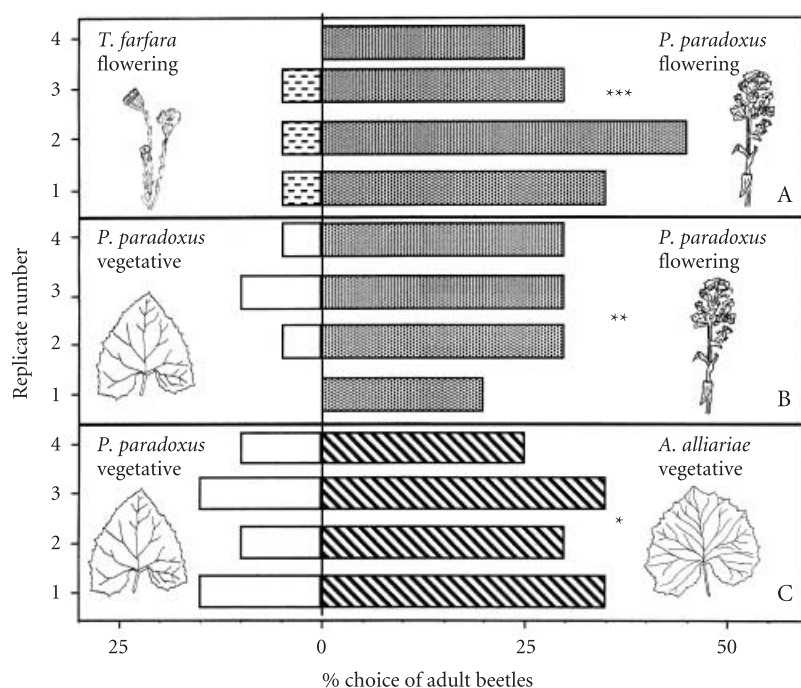 Replicate number
4
3
2
1
T. farfara
flowering
***
P. paradoxus
flowering
A
4
3
2
1
P. paradoxus
vegetative
**
P. paradoxus
flowering
B
4
3
2
1
P. paradoxus
vegetative
*
A. alliariae
vegetative
C
25 0 25 50
% choice of adult beetles